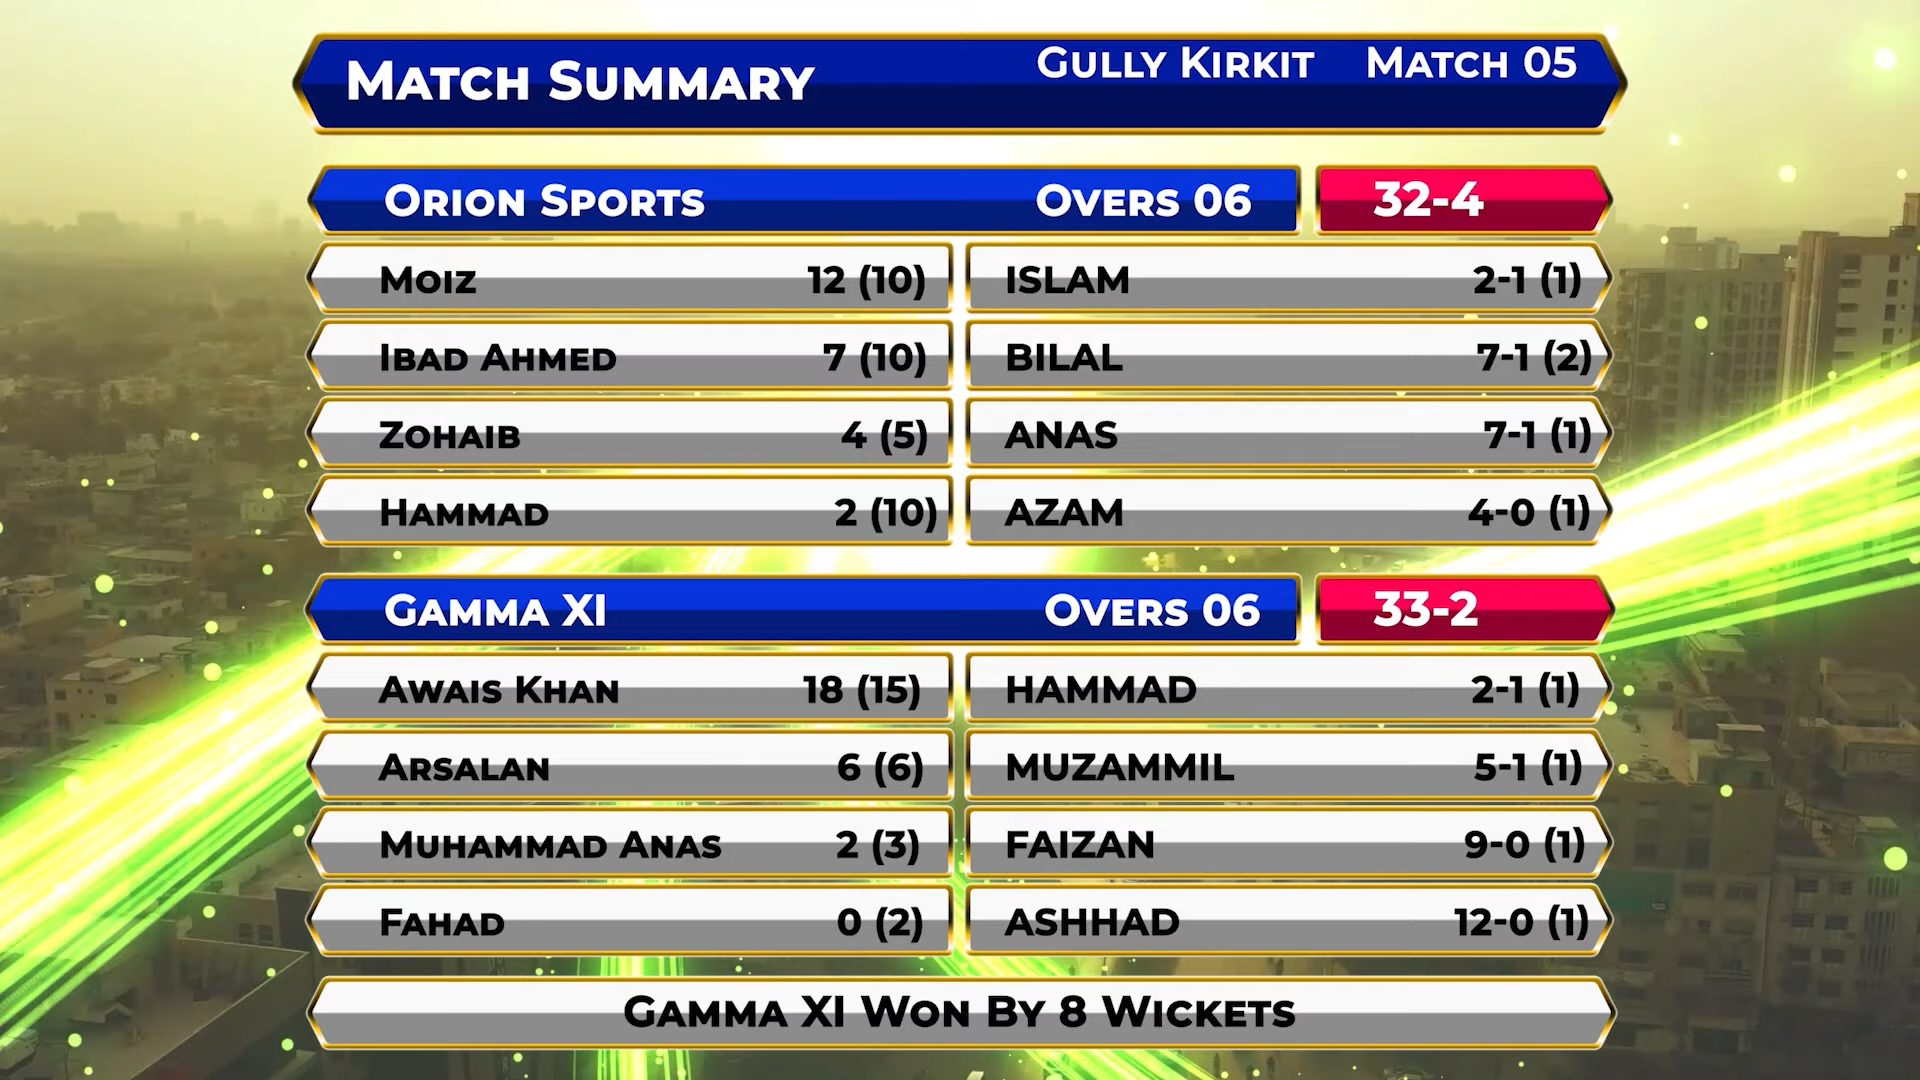 Match Summary Gully Kirkit Match 05
Orion Sports Overs 06 32-4
Moiz 12 (10) ISLAM 2-1 (1)
Ibad Ahmed 7 (10) BILAL 7-1 (2)
Zohaib 4 (5) ANAS 7-1 (1)
Hammad 2 (10) AZAM 4-0 (1)
Gamma XI Overs 06 33-2
Awais Khan 18 (15) HAMMAD 2-1 (1)
Arsalan 6 (6) MUZAMMIL 5-1 (1)
Muhammad Anas 2 (3) FAIZAN 9-0 (1)
Fahad 0 (2) ASHHAD 12-0 (1)
Gamma XI Won By 8 Wickets